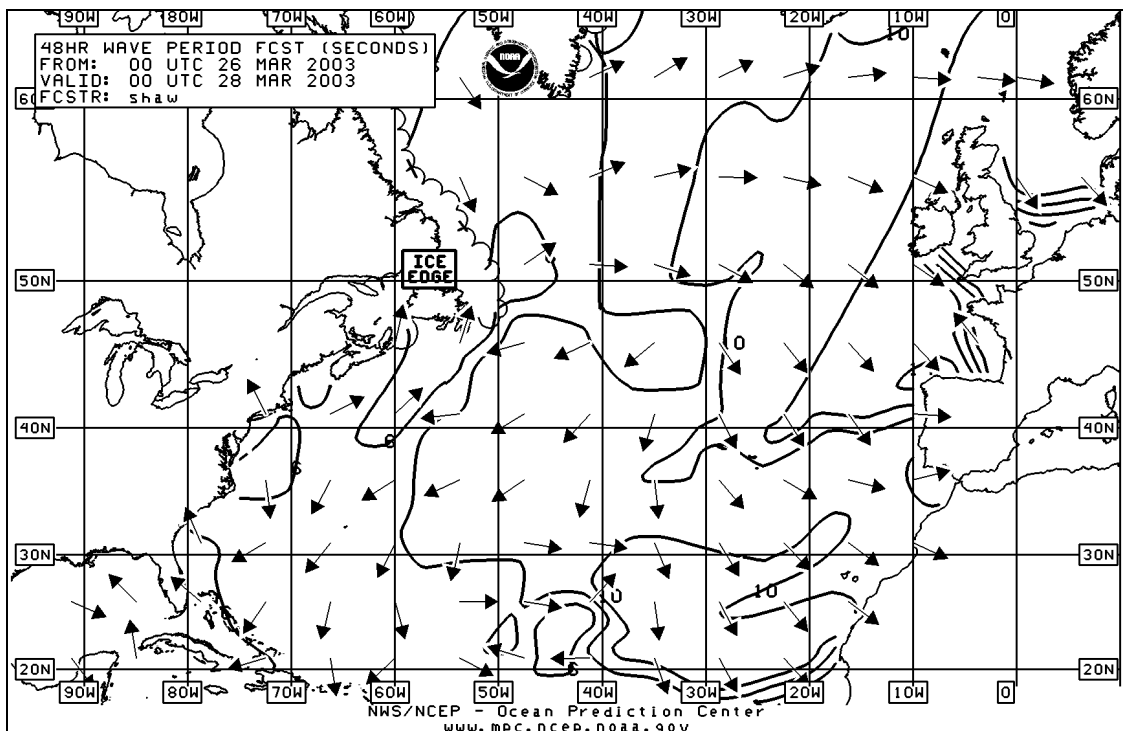 90W 80W 70W 60W 50W 40W 30W 20W 10W 0
48HR WAVE PERIOD FCST (SECONDS)
FROM: 00 UTC 26 MAR 2003
VALID: 00 UTC 28 MAR 2003
FCSTR: shaw
NOAA
10
60N 60N
ICE
EDGE
50N 50N
0
40N 40N
6
6
30N 30N
10
0
20N 20N
6
90W 80W 70W 60W 50W 40W 30W 20W 10W 0
NWS/NCEP - Ocean Prediction Center
www.mpc.ncep.noaa.gov